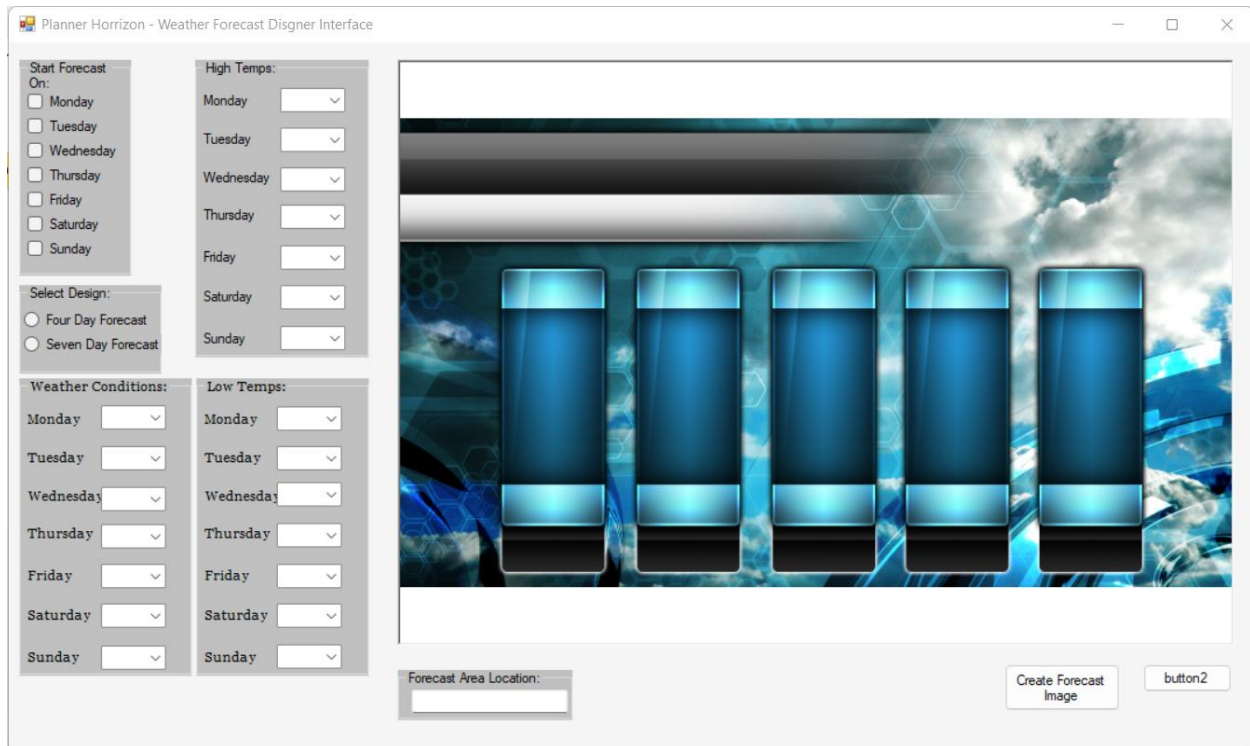 Planner Horrizon - Weather Forecast Disgner Interface
Start Forecast
On:
Monday
Tuesday
Wednesday
Thursday
Friday
Saturday
Sunday
High Temps:
Monday
Tuesday
Wednesday
Thursday
Friday
Saturday
Sunday
Select Design:
Four Day Forecast
Seven Day Forecast
Weather Conditions:
Monday
Tuesday
Wednesday
Thursday
Friday
Saturday
Sunday
Low Temps:
Monday
Tuesday
Wednesday
Thursday
Friday
Saturday
Sunday
Forecast Area Location:
Create Forecast
Image
button2